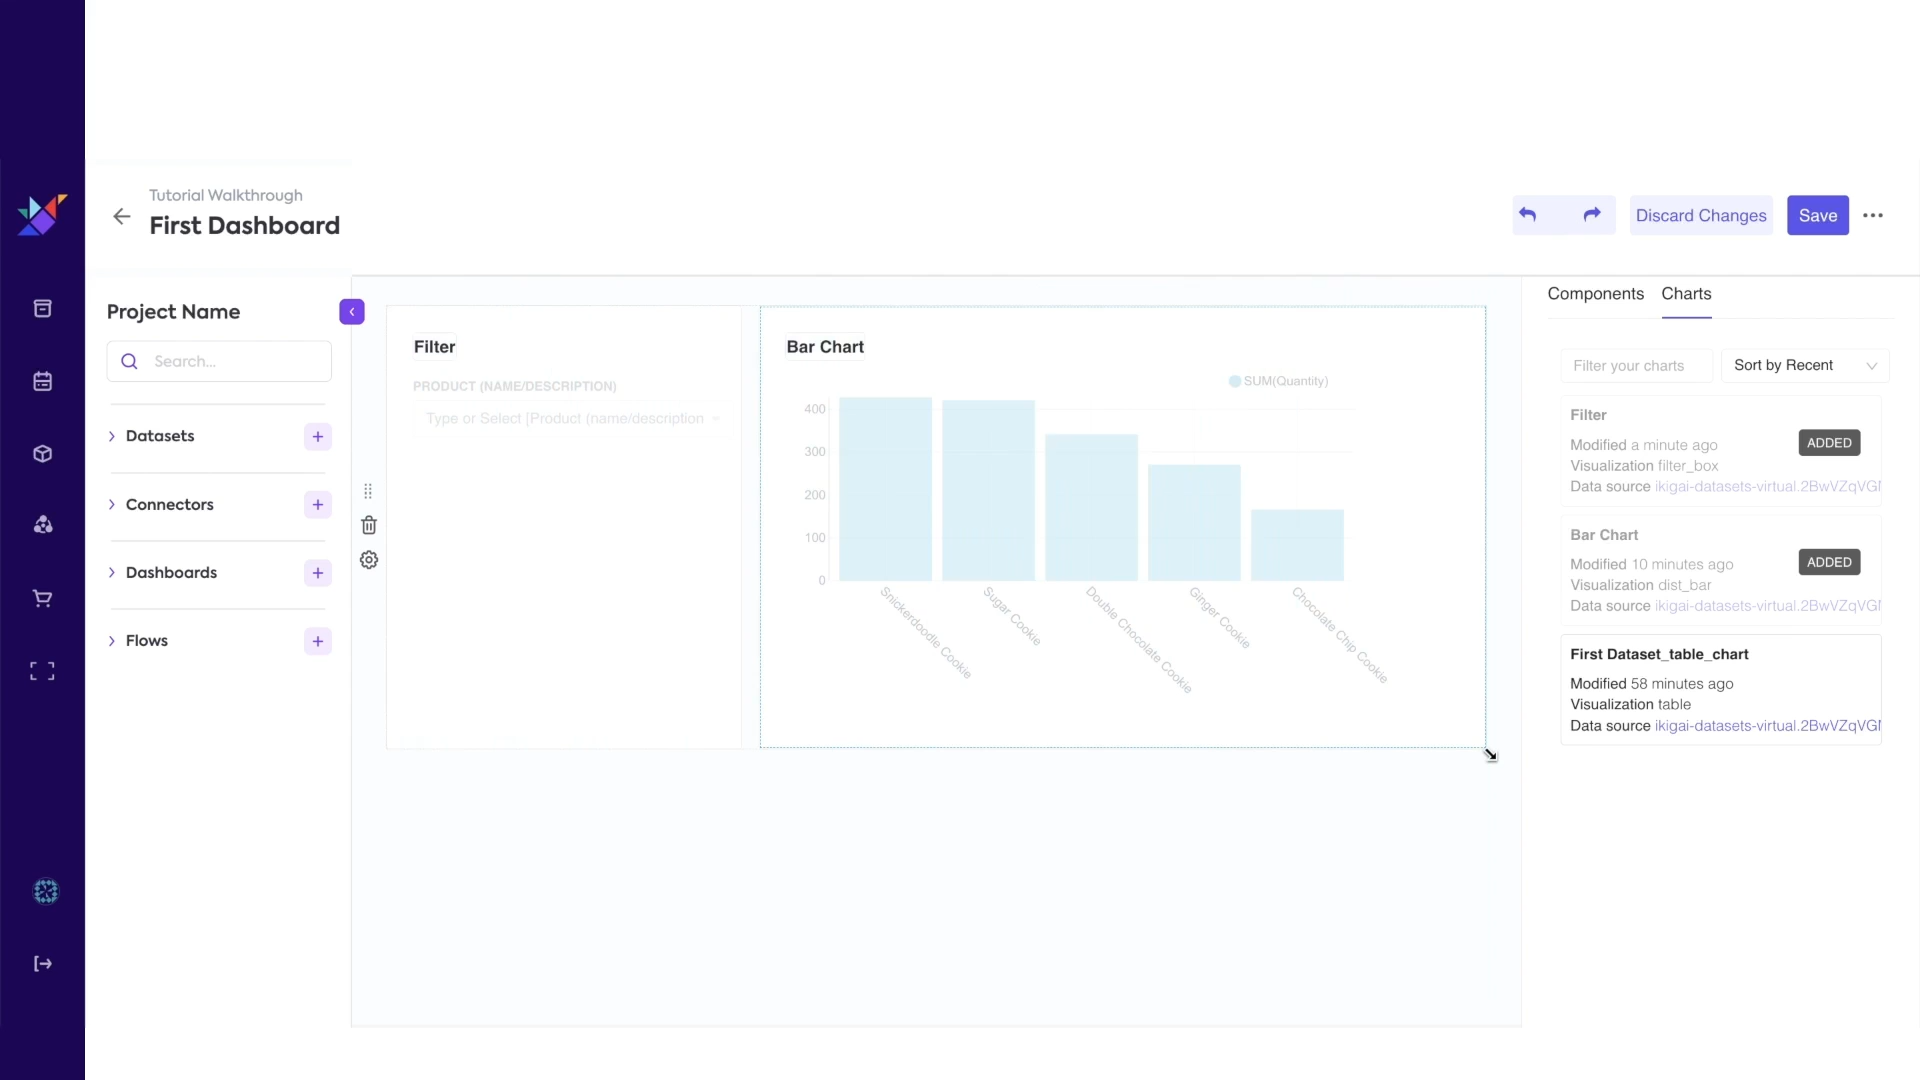 Tutorial Walkthrough
First Dashboard
Discard Changes
Save
Project Name
Search...
Datasets
Connectors
Dashboards
Flows
Filter
PRODUCT (NAME/DESCRIPTION)
Type or Select [Product (name/description
Bar Chart
SUM(Quantity)
400
300
200
100
0
Snickerdoodle Cookie
Sugar Cookie
Double Chocolate Cookie
Ginger Cookie
Chocolate Chip Cookie
Components Charts
Filter your charts
Sort by Recent
Filter
Modified a minute ago
ADDED
Visualization filter_box
Data source ikigai-datasets-virtual.2BwVZqVGI
Bar Chart
Modified 10 minutes ago
ADDED
Visualization dist_bar
Data source ikigai-datasets-virtual.2BwVZqVGI
First Dataset_table_chart
Modified 58 minutes ago
Visualization table
Data source ikigai-datasets-virtual.2BwVZqVGI